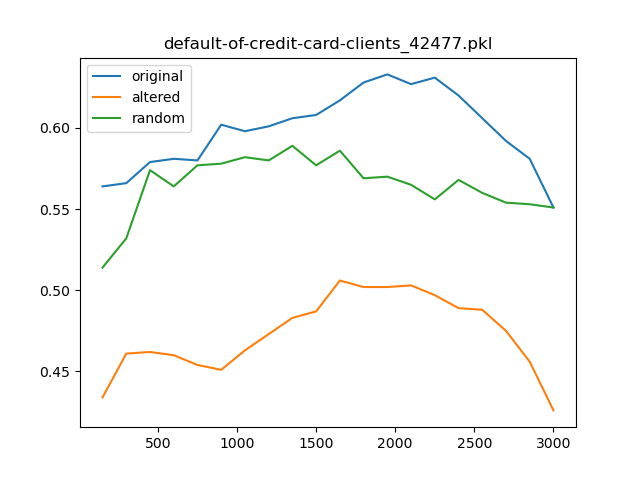 default-of-credit-card-clients_42477.pkl
original
altered
random
0.60
0.55
0.50
0.45
500 1000 1500 2000 2500 3000